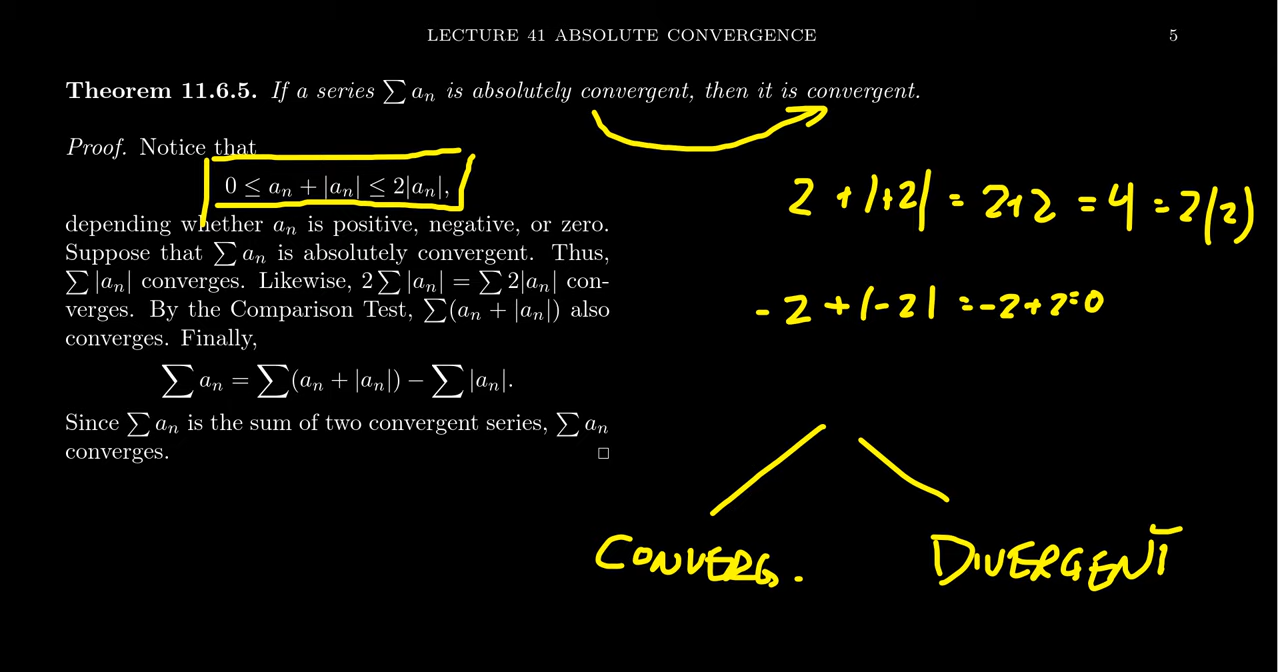 LECTURE 41 ABSOLUTE CONVERGENCE 5
Theorem 11.6.5. If a series ∑ aₙ is absolutely convergent, then it is convergent.
Proof. Notice that
0 ≤ aₙ + |aₙ| ≤ 2|aₙ|,
depending whether aₙ is positive, negative, or zero.
Suppose that ∑ aₙ is absolutely convergent. Thus,
∑ |aₙ| converges. Likewise, 2 ∑ |aₙ| = ∑ 2|aₙ| con-
verges. By the Comparison Test, ∑(aₙ + |aₙ|) also
converges. Finally,
∑ aₙ = ∑(aₙ + |aₙ|) − ∑ |aₙ|.
Since ∑ aₙ is the sum of two convergent series, ∑ aₙ
converges. □
2 + |+2| = 2+2 = 4 = 2(2)
-2 + |-2| = -2+2=0
CONVERG.
DIVERGENT